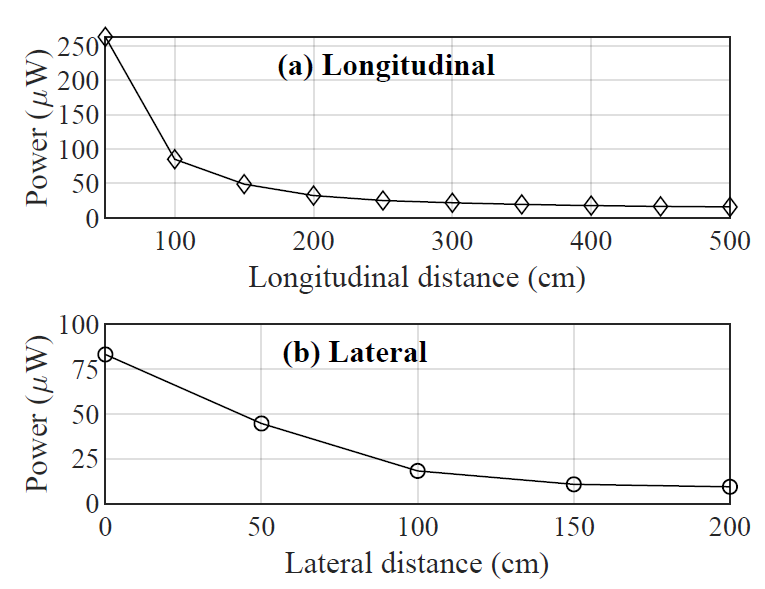 (a) Longitudinal
Power (μW)
250
200
150
100
50
0
100 200 300 400 500
Longitudinal distance (cm)
(b) Lateral
Power (μW)
100
75
50
25
0
0 50 100 150 200
Lateral distance (cm)